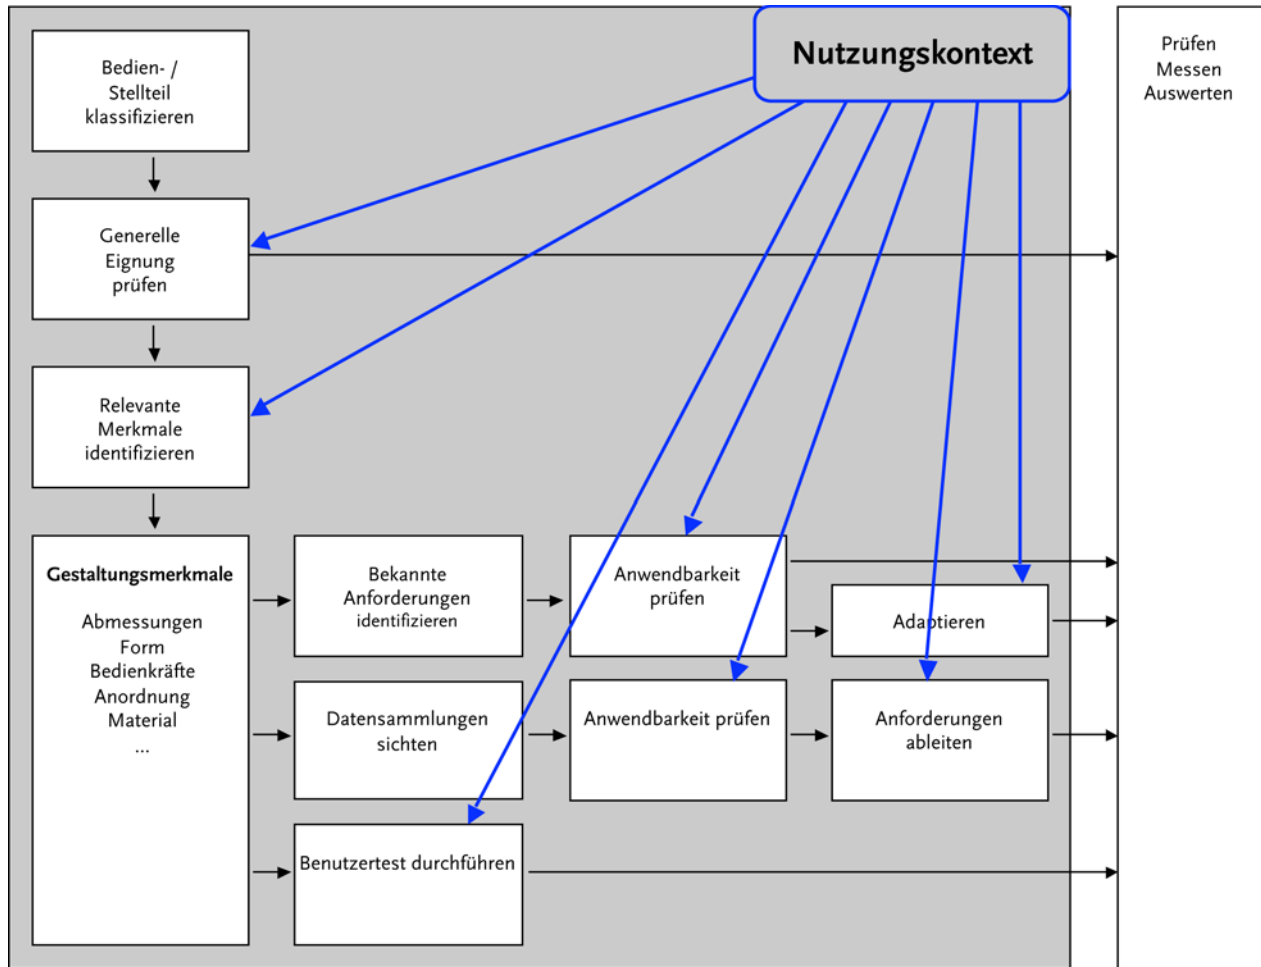 Nutzungskontext
Prüfen
Messen
Auswerten
Bedien- /
Stellteil
klassifizieren
Generelle
Eignung
prüfen
Relevante
Merkmale
identifizieren
Gestaltungsmerkmale
Abmessungen
Form
Bedienkräfte
Anordnung
Material
...
Bekannte
Anforderungen
identifizieren
Anwendbarkeit
prüfen
Adaptieren
Datensammlungen
sichten
Anwendbarkeit prüfen
Anforderungen
ableiten
Benutzertest durchführen